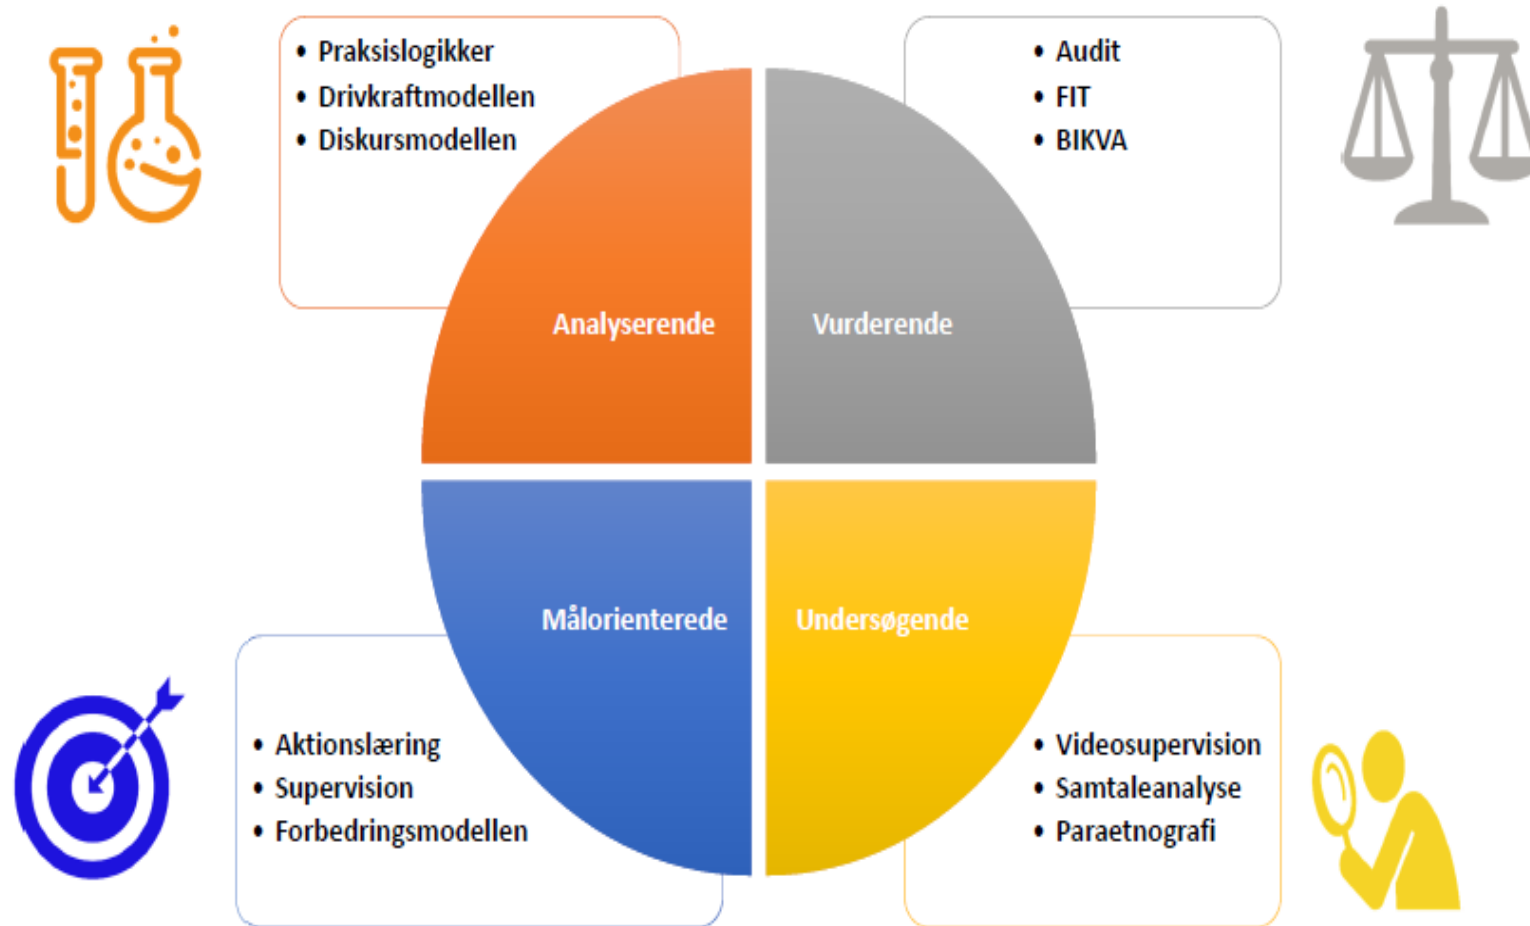 • Praksislogikker
• Drivkraftmodellen
• Diskursmodellen
• Audit
• FIT
• BIKVA
Analyserende
Vurderende
Målorienterede
Undersøgende
• Aktionslæring
• Supervision
• Forbedringsmodellen
• Videosupervision
• Samtaleanalyse
• Paraetnografi